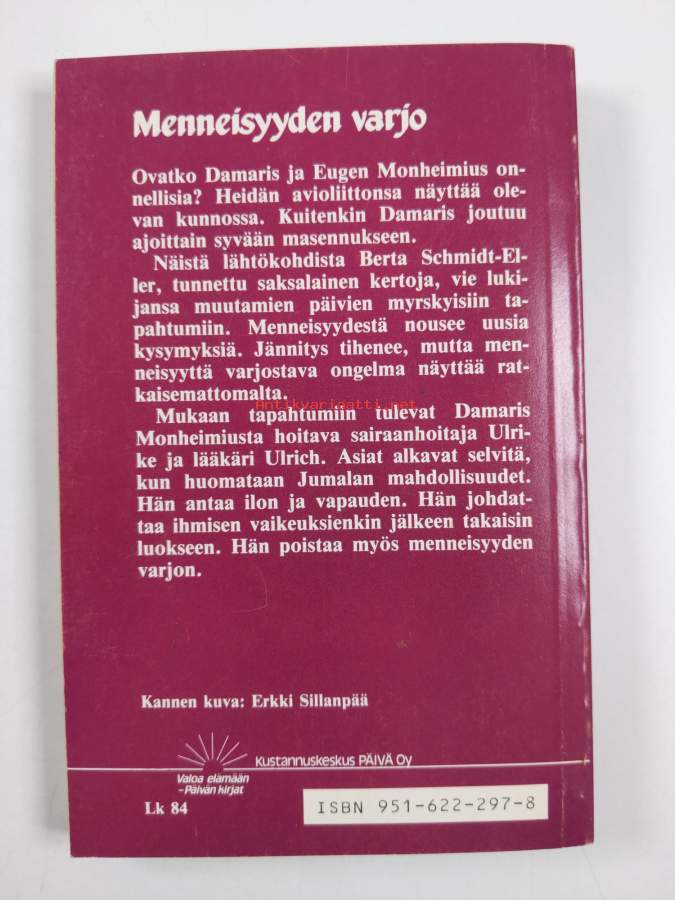 Menneisyyden varjo
Ovatko Damaris ja Eugen Monheimius on-
nellisia? Heidän avioliittonsa näyttää ole-
van kunnossa. Kuitenkin Damaris joutuu
ajoittain syvään masennukseen.
Näistä lähtökohdista Berta Schmidt-El-
ler, tunnettu saksalainen kertoja, vie luki-
jansa muutamien päivien myrskyisiin ta-
pahtumiin. Menneisyydestä nousee uusia
kysymyksiä. Jännitys tihenee, mutta men-
neisyyttä varjostava ongelma näyttää rat-
kaisemattomalta.
Antikvariaatti.net
Mukaan tapahtumiin tulevat Damaris
Monheimiusta hoitava sairaanhoitaja Ulri-
ke ja lääkäri Ulrich. Asiat alkavat selvitä,
kun huomataan Jumalan mahdollisuudet.
Hän antaa ilon ja vapauden. Hän johdat-
taa ihmisen vaikeuksienkin jälkeen takaisin
luokseen. Hän poistaa myös menneisyyden
varjon.
Kannen kuva: Erkki Sillanpää
Kustannuskeskus PÄIVÄ Oy
Valoa elämään
–Päivän kirjat
Lk 84
ISBN 951-622-297-8